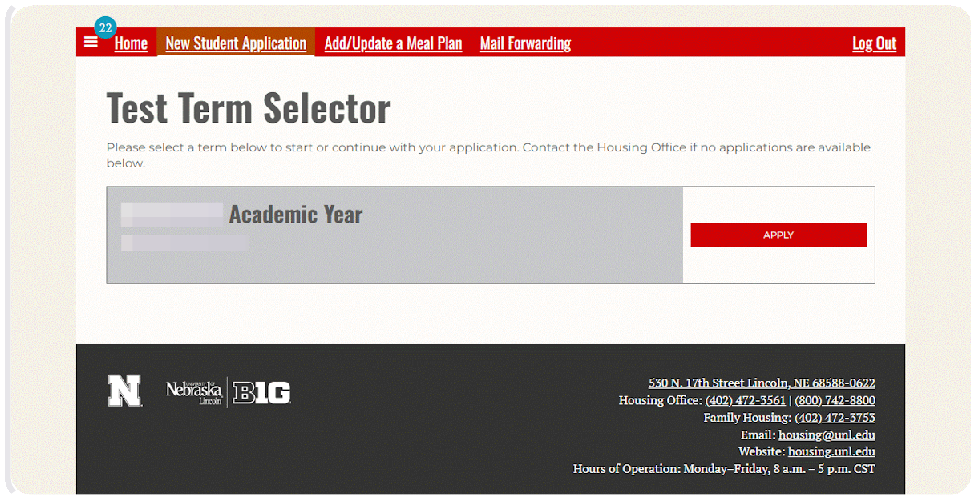 22
Home New Student Application Add/Update a Meal Plan Mail Forwarding Log Out
Test Term Selector
Please select a term below to start or continue with your application. Contact the Housing Office if no applications are available
below.
Academic Year
APPLY
N
UNIVERSITY OF
Nebraska
Lincoln
B1G
530 N. 17th Street Lincoln, NE 68588-0622
Housing Office: (402) 472-3561 | (800) 742-8800
Family Housing: (402) 472-3753
Email: housing@unl.edu
Website: housing.unl.edu
Hours of Operation: Monday–Friday, 8 a.m. – 5 p.m. CST